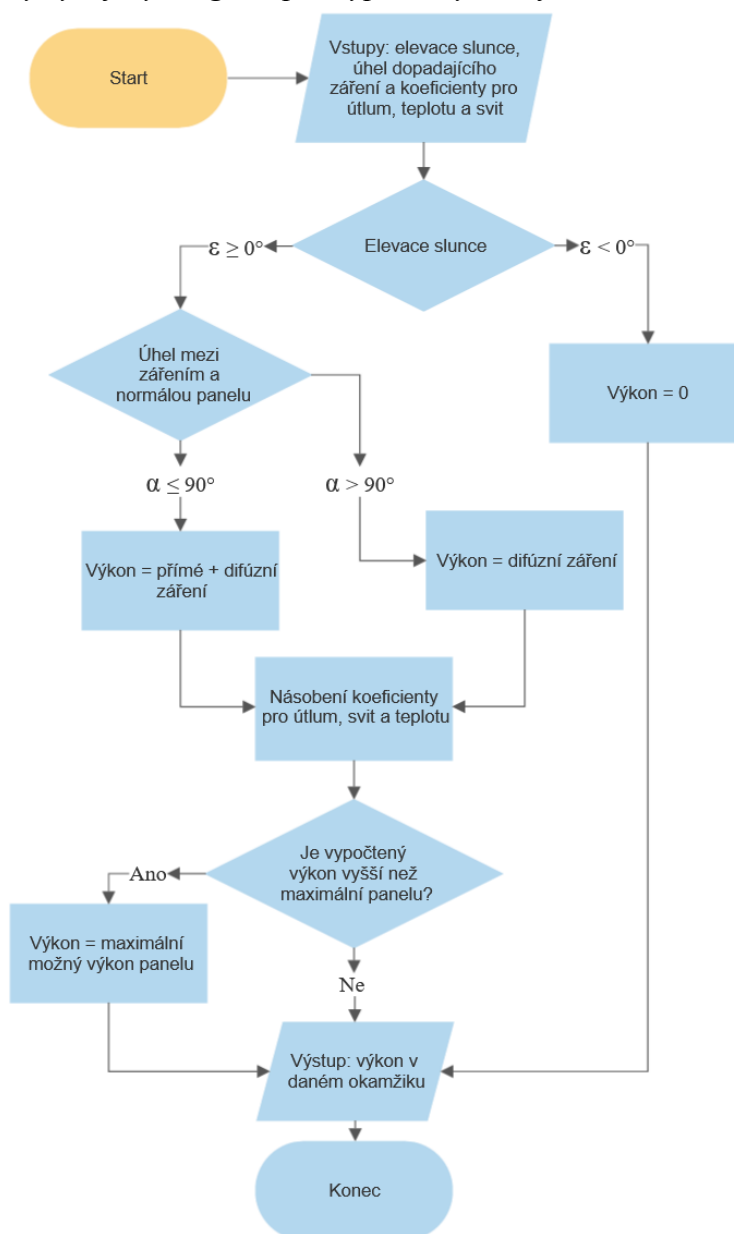 Start
Vstupy: elevace slunce,
úhel dopadajícího
záření a koeficienty pro
útlum, teplotu a svit
Elevace slunce
ε ≥ 0°
ε < 0°
Úhel mezi
zářením a
normálou panelu
Výkon = 0
α ≤ 90°
α > 90°
Výkon = přímé + difúzní
záření
Výkon = difúzní záření
Násobení koeficienty
pro útlum, svit a teplotu
Je vypočtený
výkon vyšší než
maximální panelu?
Ano
Výkon = maximální
možný výkon panelu
Ne
Výstup: výkon v
daném okamžiku
Konec